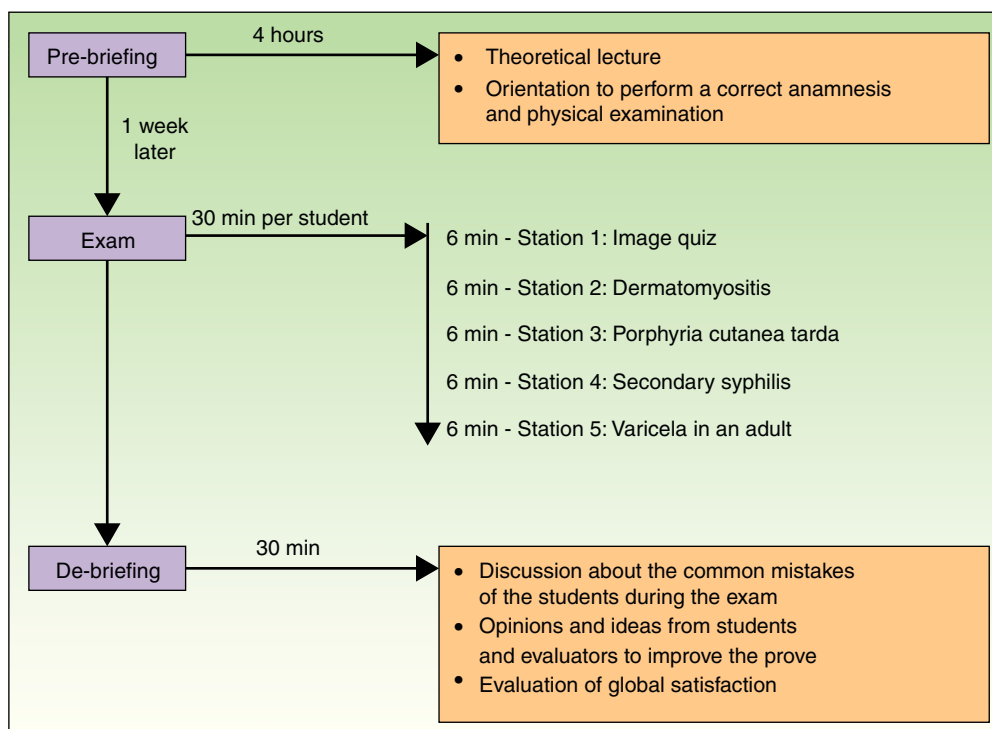 4 hours
Pre-briefing
• Theoretical lecture
• Orientation to perform a correct anamnesis
and physical examination
1 week
later
30 min per student
Exam
6 min - Station 1: Image quiz
6 min - Station 2: Dermatomyositis
6 min - Station 3: Porphyria cutanea tarda
6 min - Station 4: Secondary syphilis
6 min - Station 5: Varicela in an adult
30 min
De-briefing
• Discussion about the common mistakes
of the students during the exam
• Opinions and ideas from students
and evaluators to improve the prove
• Evaluation of global satisfaction